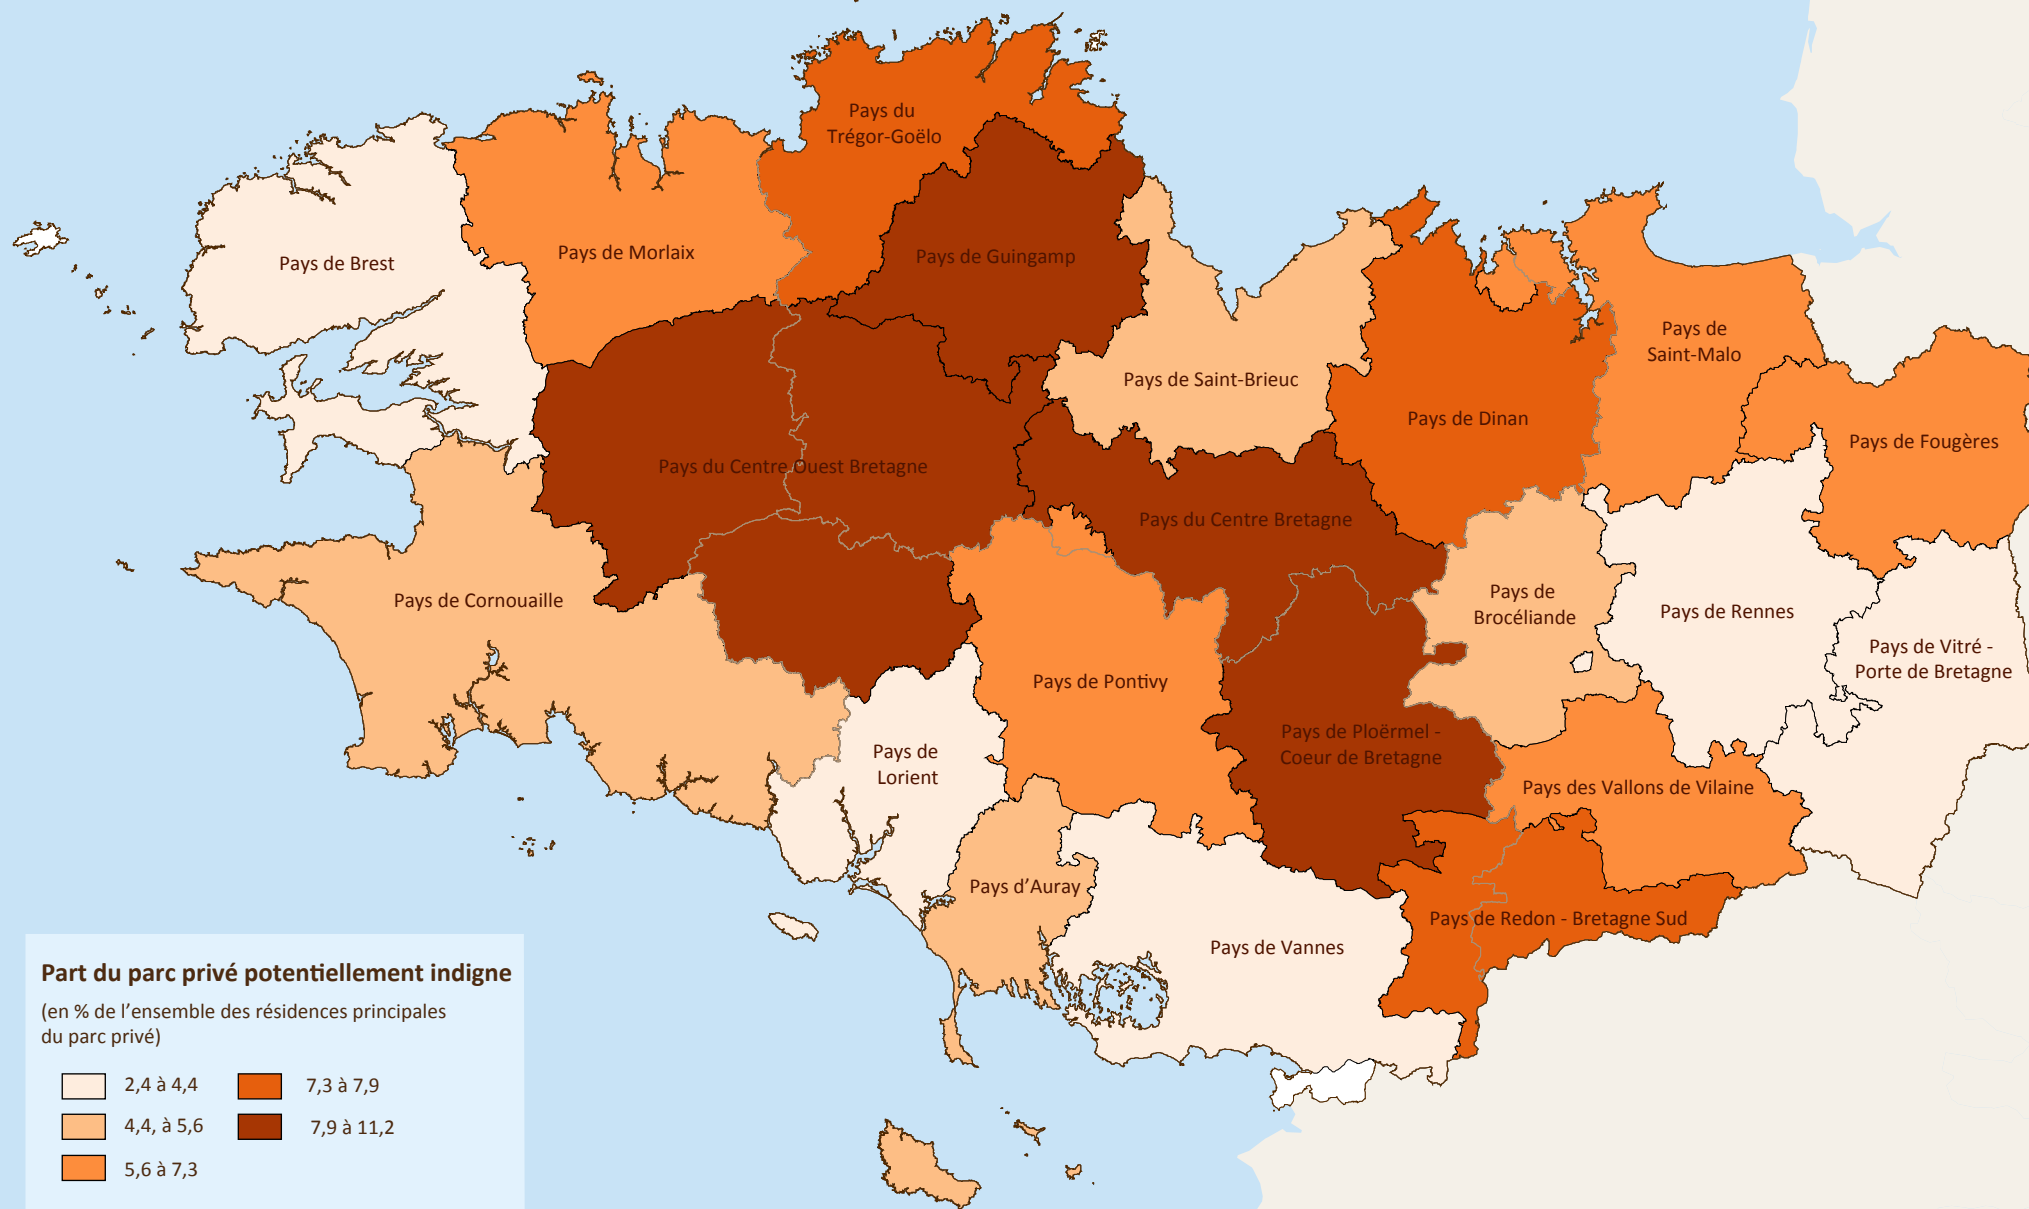 Pays du
Trégor-Goëlo
Pays de Brest
Pays de Morlaix
Pays de Guingamp
Pays de
Saint-Malo
Pays de Saint-Brieuc
Pays de Dinan
Pays de Fougères
Pays du Centre Ouest Bretagne
Pays du Centre Bretagne
Pays de Cornouaille
Pays de
Brocéliande
Pays de Rennes
Pays de Vitré -
Porte de Bretagne
Pays de Pontivy
Pays de Ploërmel -
Coeur de Bretagne
Pays de
Lorient
Pays des Vallons de Vilaine
Pays d’Auray
Pays de Redon - Bretagne Sud
Pays de Vannes
Part du parc privé potentiellement indigne
(en % de l’ensemble des résidences principales
du parc privé)
2,4 à 4,4
4,4, à 5,6
5,6 à 7,3
7,3 à 7,9
7,9 à 11,2